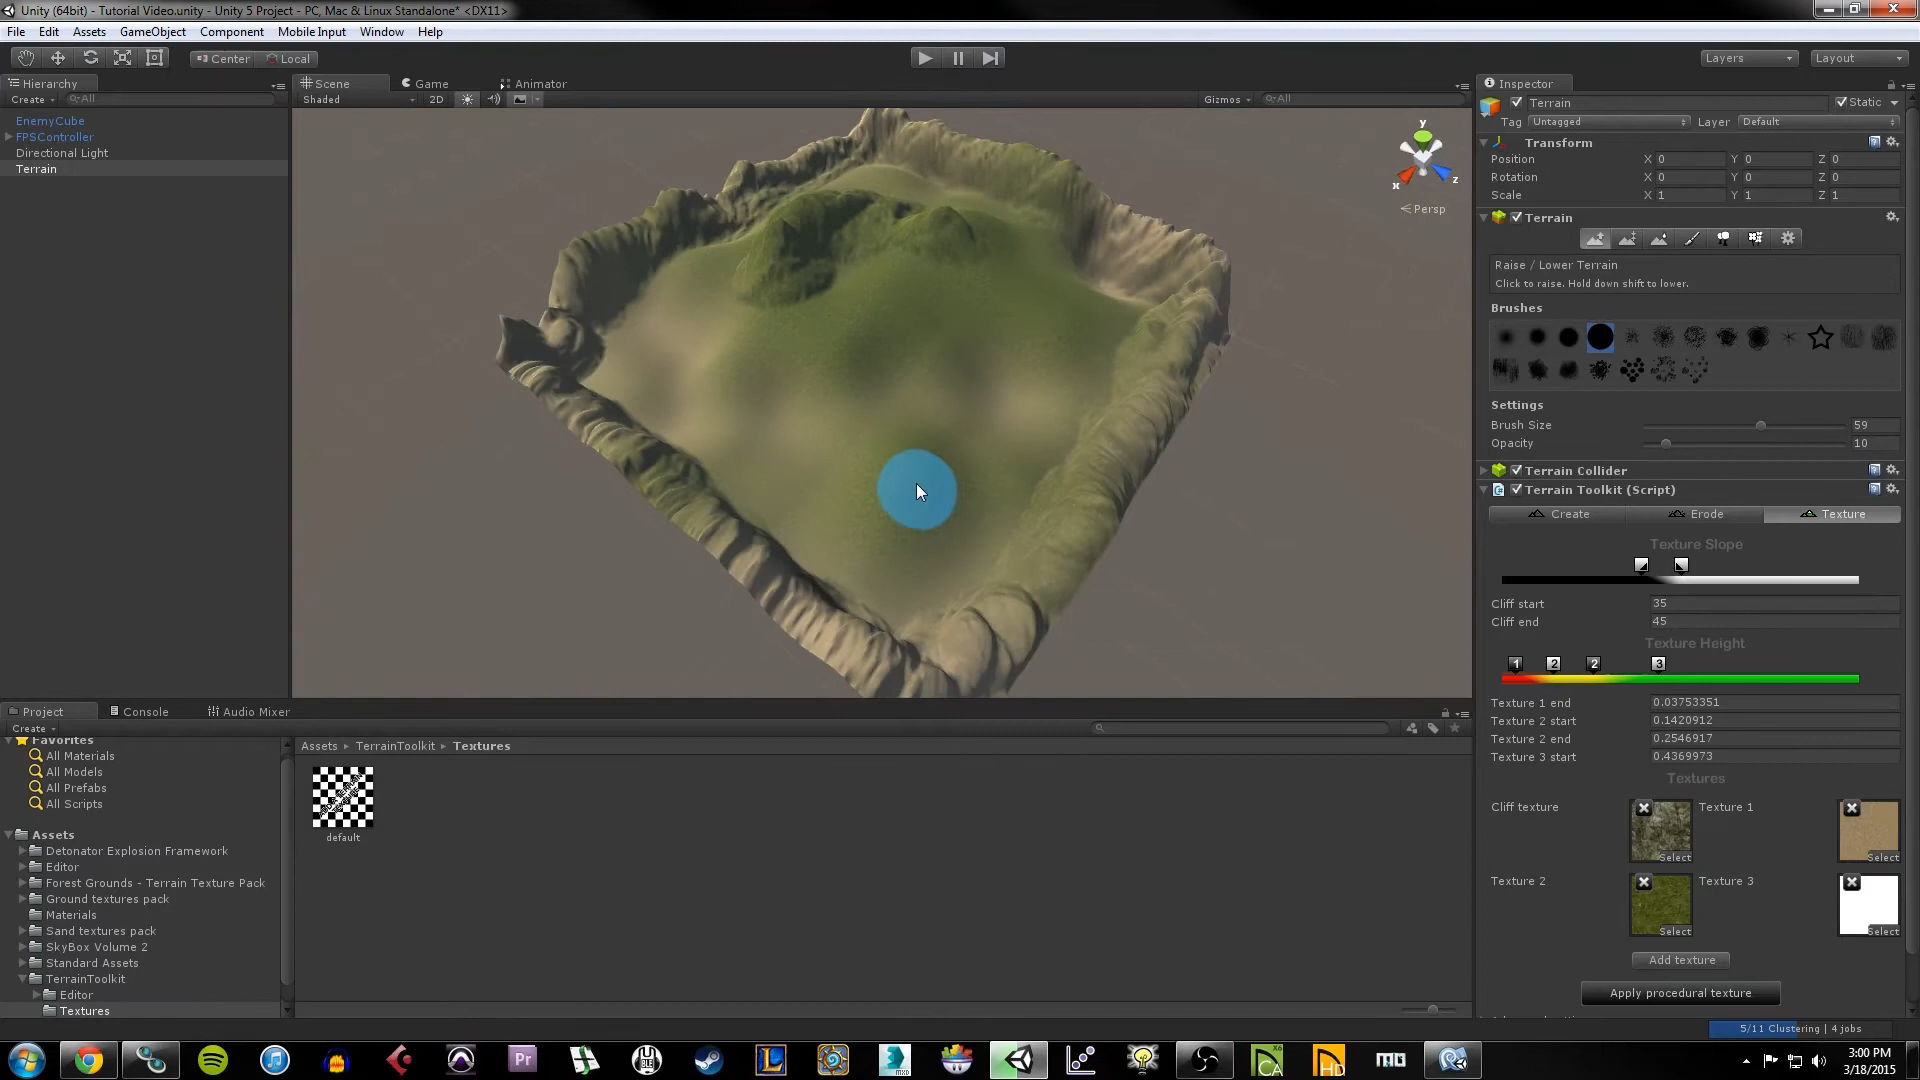 Unity (64bit) - Tutorial Video.unity - Unity 5 Project - PC, Mac & Linux Standalone* <DX11>
File Edit Assets GameObject Component Mobile Input Window Help
Center Local Layers Layout
Hierarchy Scene Game Animator Inspector
Create All Shaded 2D Gizmos All
EnemyCube
FPSController
Directional Light
Terrain
y
x z
Persp
Terrain Static
Tag Untagged Layer Default
Transform
Position X 0 Y 0 Z 0
Rotation X 0 Y 0 Z 0
Scale X 1 Y 1 Z 1
Terrain
Raise / Lower Terrain
Click to raise. Hold down shift to lower.
Brushes
Settings
Brush Size 59
Opacity 10
Terrain Collider
Terrain Toolkit (Script)
Create Erode Texture
Texture Slope
Cliff start 35
Cliff end 45
Texture Height
1 2 2 3
Texture 1 end 0.03753351
Texture 2 start 0.1420912
Texture 2 end 0.2546917
Texture 3 start 0.4369973
Textures
Cliff texture Select Texture 1 Select
Texture 2 Select Texture 3 Select
Add texture
Apply procedural texture
Project Console Audio Mixer
Create
Favorites
All Materials
All Models
All Prefabs
All Scripts
Assets
Detonator Explosion Framework
Editor
Forest Grounds - Terrain Texture Pack
Ground textures pack
Materials
Sand textures pack
SkyBox Volume 2
Standard Assets
TerrainToolkit
Editor
Textures
Assets TerrainToolkit Textures
default
5/11 Clustering | 4 jobs
Pr
L
MXD
X6
CA
HD
3:00 PM
3/18/2015